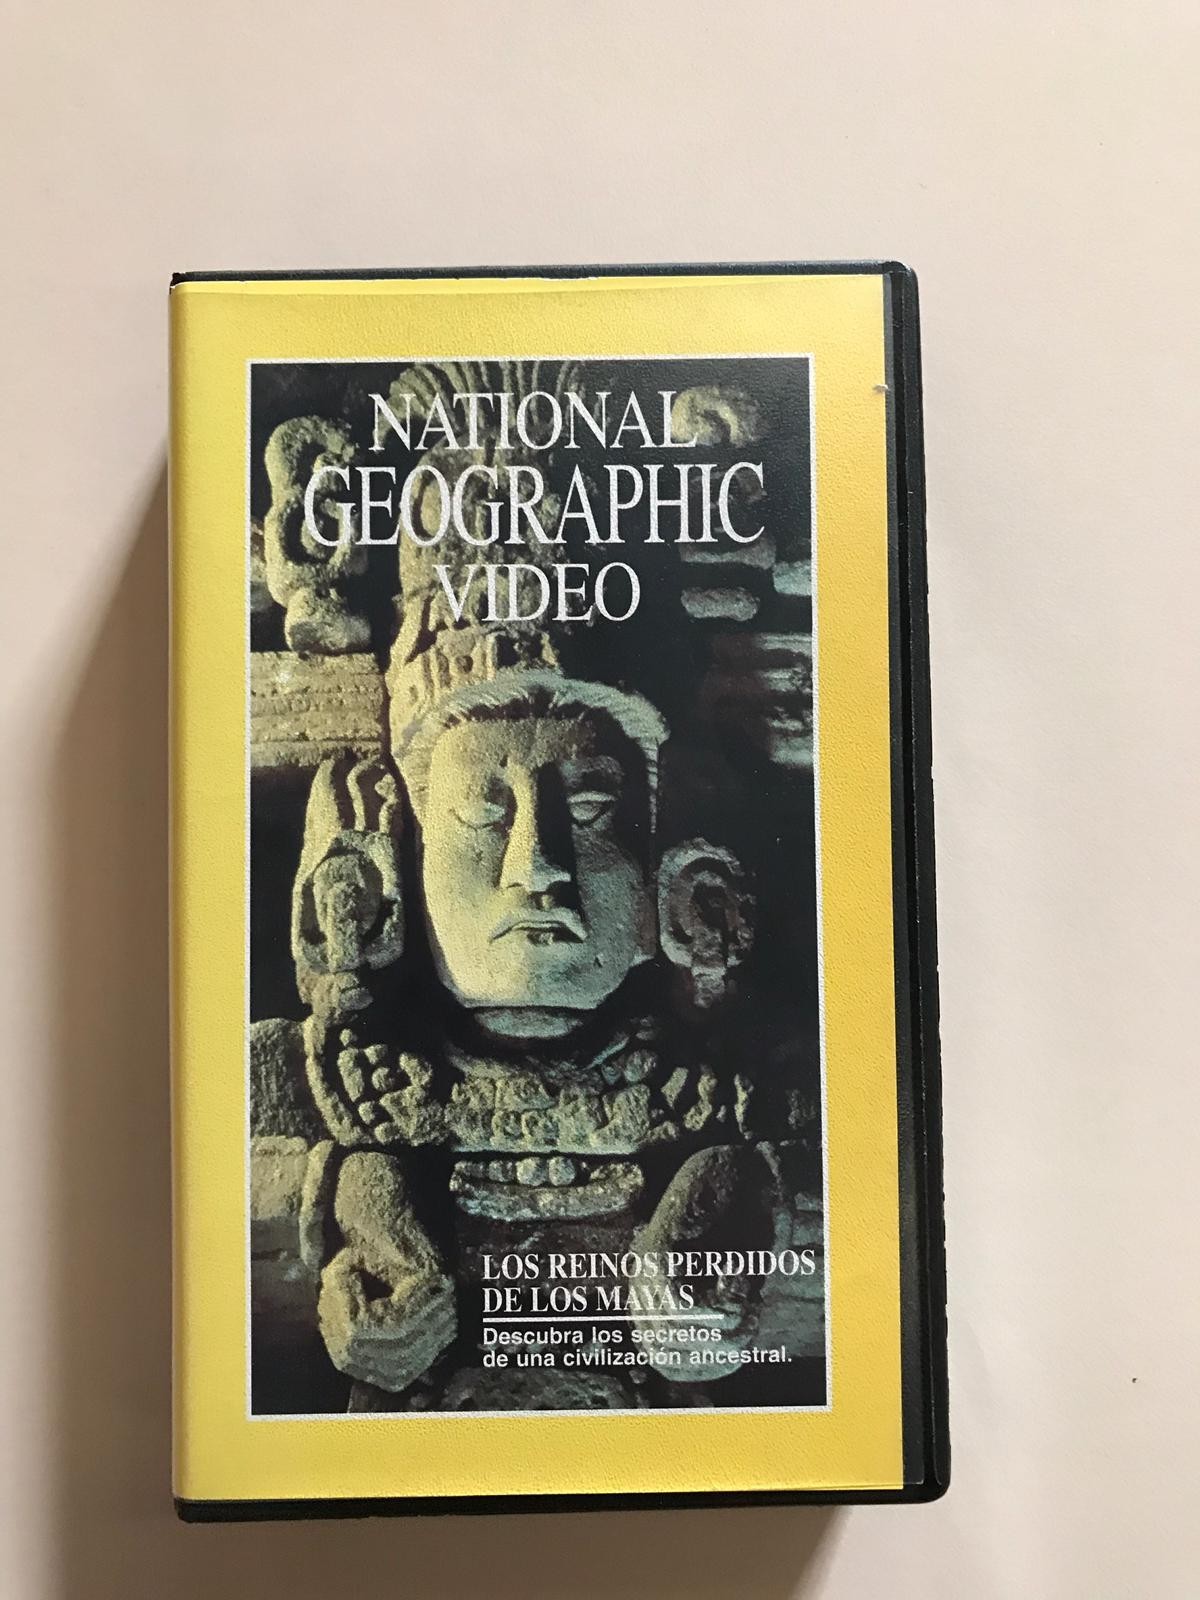 NATIONAL
GEOGRAPHIC
VIDEO
LOS REINOS PERDIDOS
DE LOS MAYAS
Descubra los secretos
de una civilización ancestral.